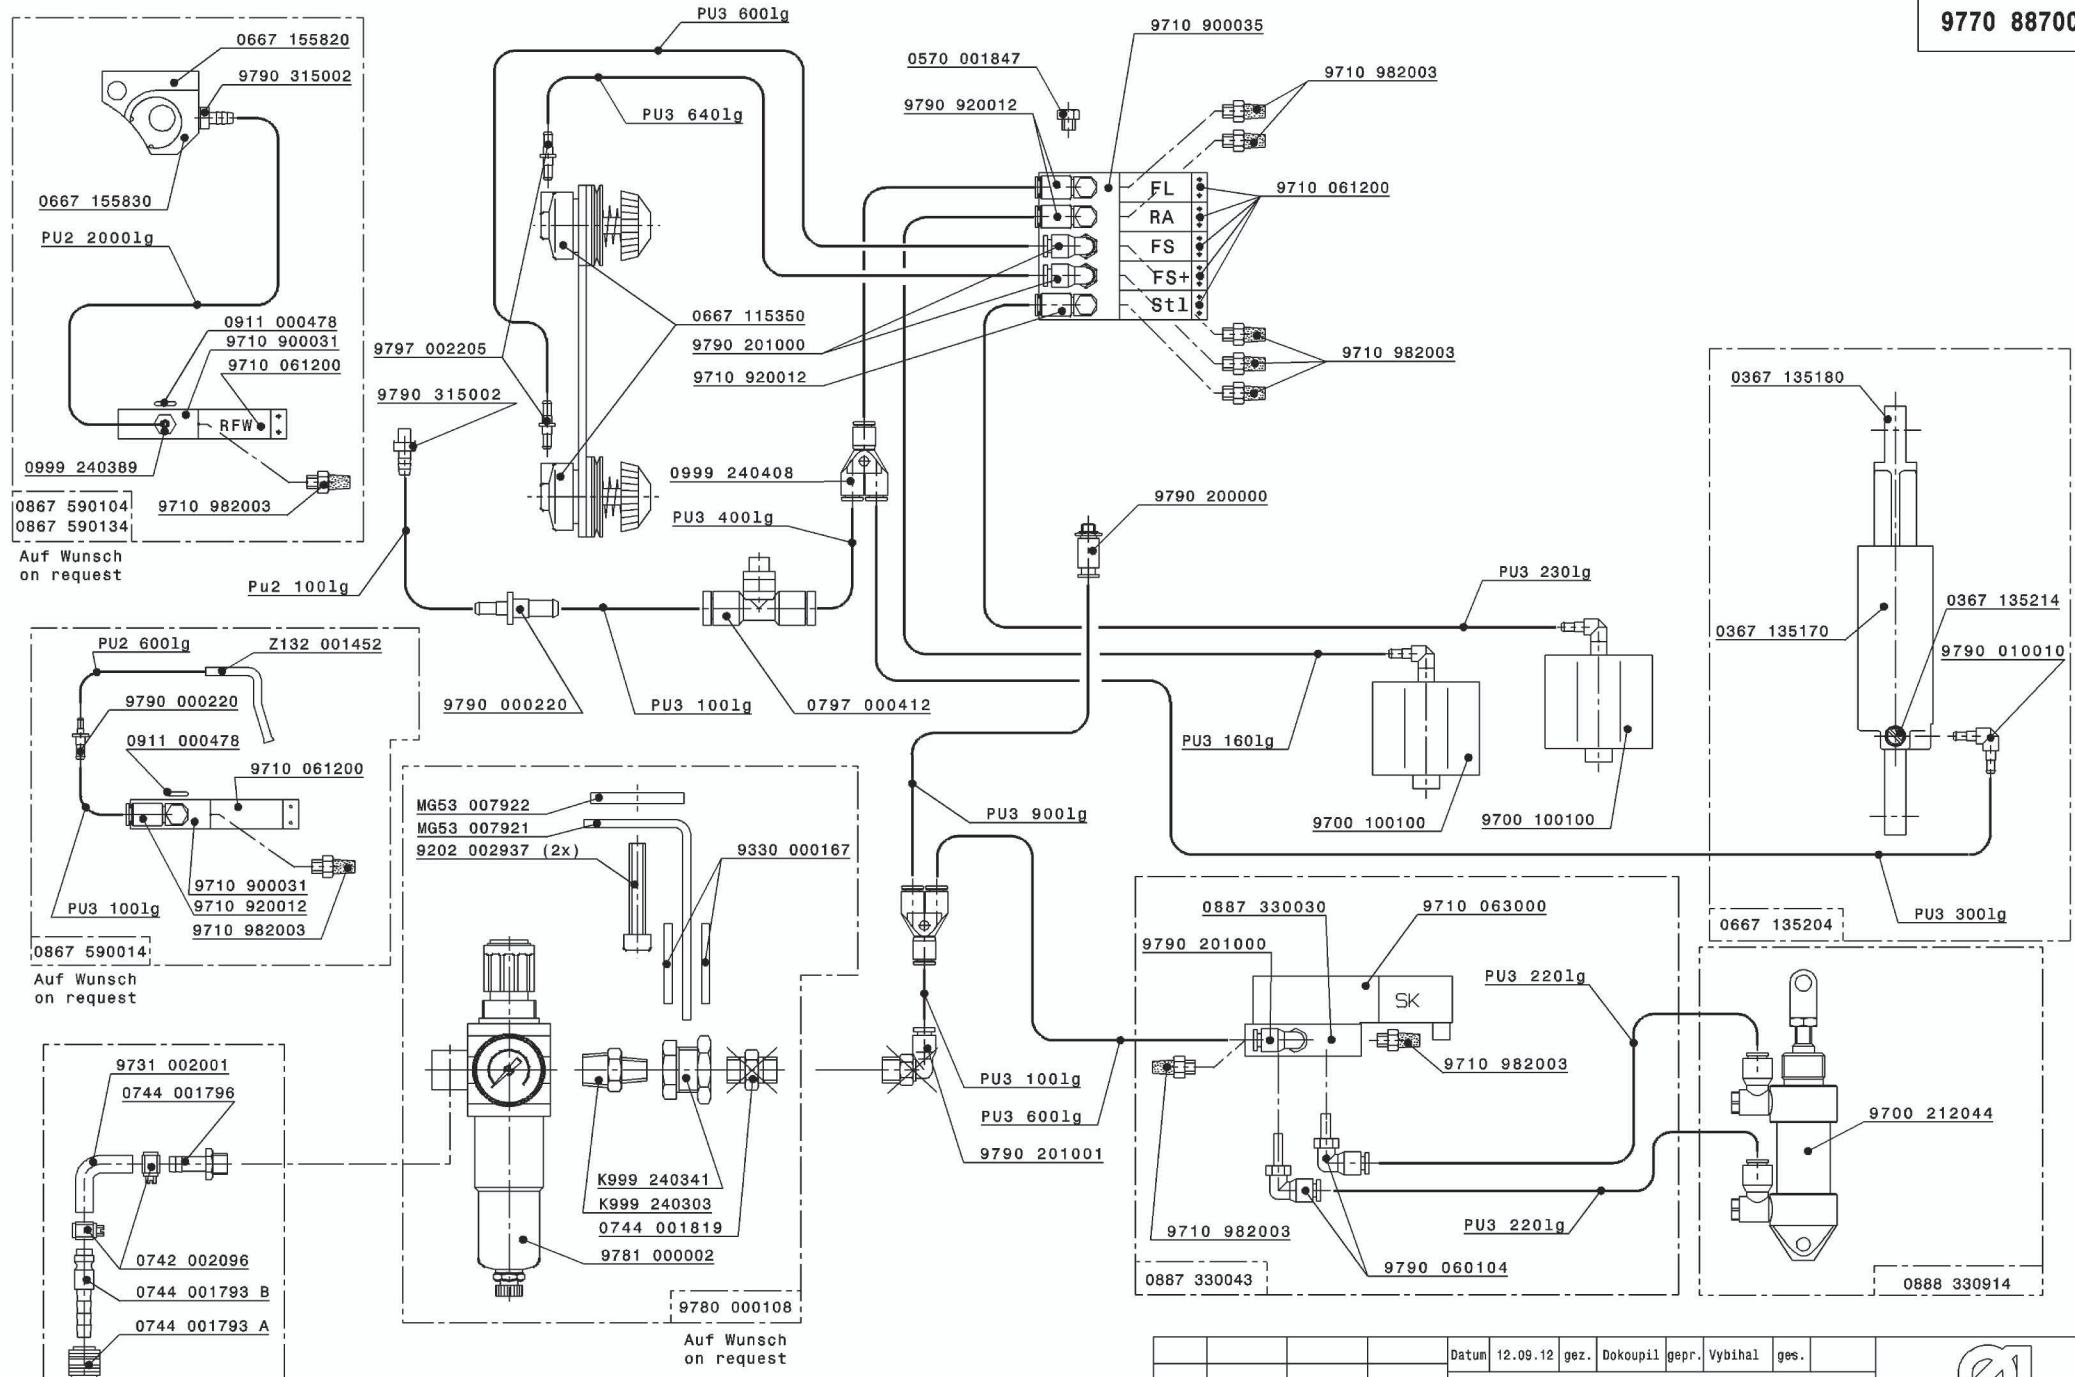 9770 88700
0667 155820
9790 315002
0667 155830
PU2 2000lg
0911 000478
9710 900031
9710 061200
RFW
0999 240389
9710 982003
0867 590104
0867 590134
Auf Wunsch
on request
PU3 600lg
PU3 640lg
9797 002205
9790 315002
Pu2 100lg
0667 115350
9790 201000
9710 920012
0999 240408
PU3 400lg
9790 000220
PU3 100lg
0797 000412
9710 900035
0570 001847
9790 920012
9710 982003
FL
RA
FS
FS+
Stl
9710 061200
9710 982003
9790 200000
PU3 230lg
PU3 160lg
9700 100100
9700 100100
PU3 900lg
0367 135180
0367 135214
0367 135170
9790 010010
PU3 300lg
0667 135204
PU2 600lg
Z132 001452
9790 000220
0911 000478
9710 061200
9710 900031
PU3 100lg
9710 920012
9710 982003
0867 590014
Auf Wunsch
on request
MG53 007922
MG53 007921
9202 002937 (2x)
9330 000167
K999 240341
K999 240303
0744 001819
9781 000002
9780 000108
Auf Wunsch
on request
9731 002001
0744 001796
0742 002096
0744 001793 B
0744 001793 A
PU3 100lg
PU3 600lg
9790 201001
0887 330030
9710 063000
9790 201000
SK
PU3 220lg
9710 982003
9710 982003
PU3 220lg
9790 060104
0887 330043
9700 212044
0888 330914
Datum 12.09.12 gez. Dokoupil gepr. Vybihal ges.